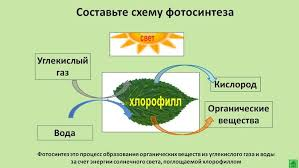 Составьте схему фотосинтеза
свет
Углекислый
газ
Кислород
хлорофилл
Органические
вещества
Вода
Фотосинтез это процесс образования органических веществ из углекислого газа и воды
за счет энергии солнечного света, поглощаемой хлорофиллом